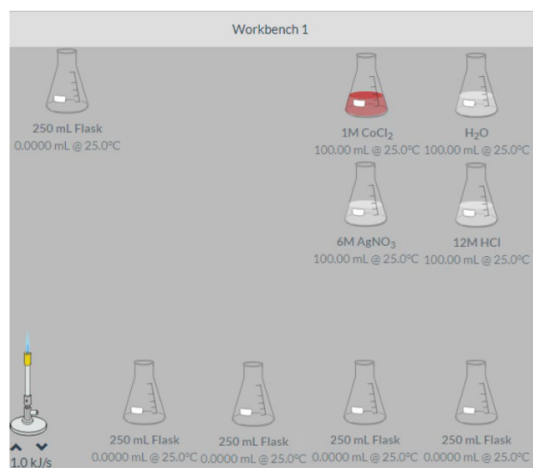 Workbench 1
250 mL Flask
0.0000 mL @ 25.0°C
1M CoCl₂
100.00 mL @ 25.0°C
H₂O
100.00 mL @ 25.0°C
6M AgNO₃
100.00 mL @ 25.0°C
12M HCl
100.00 mL @ 25.0°C
1.0 kJ/s
250 mL Flask
0.0000 mL @ 25.0°C
250 mL Flask
0.0000 mL @ 25.0°C
250 mL Flask
0.0000 mL @ 25.0°C
250 mL Flask
0.0000 mL @ 25.0°C